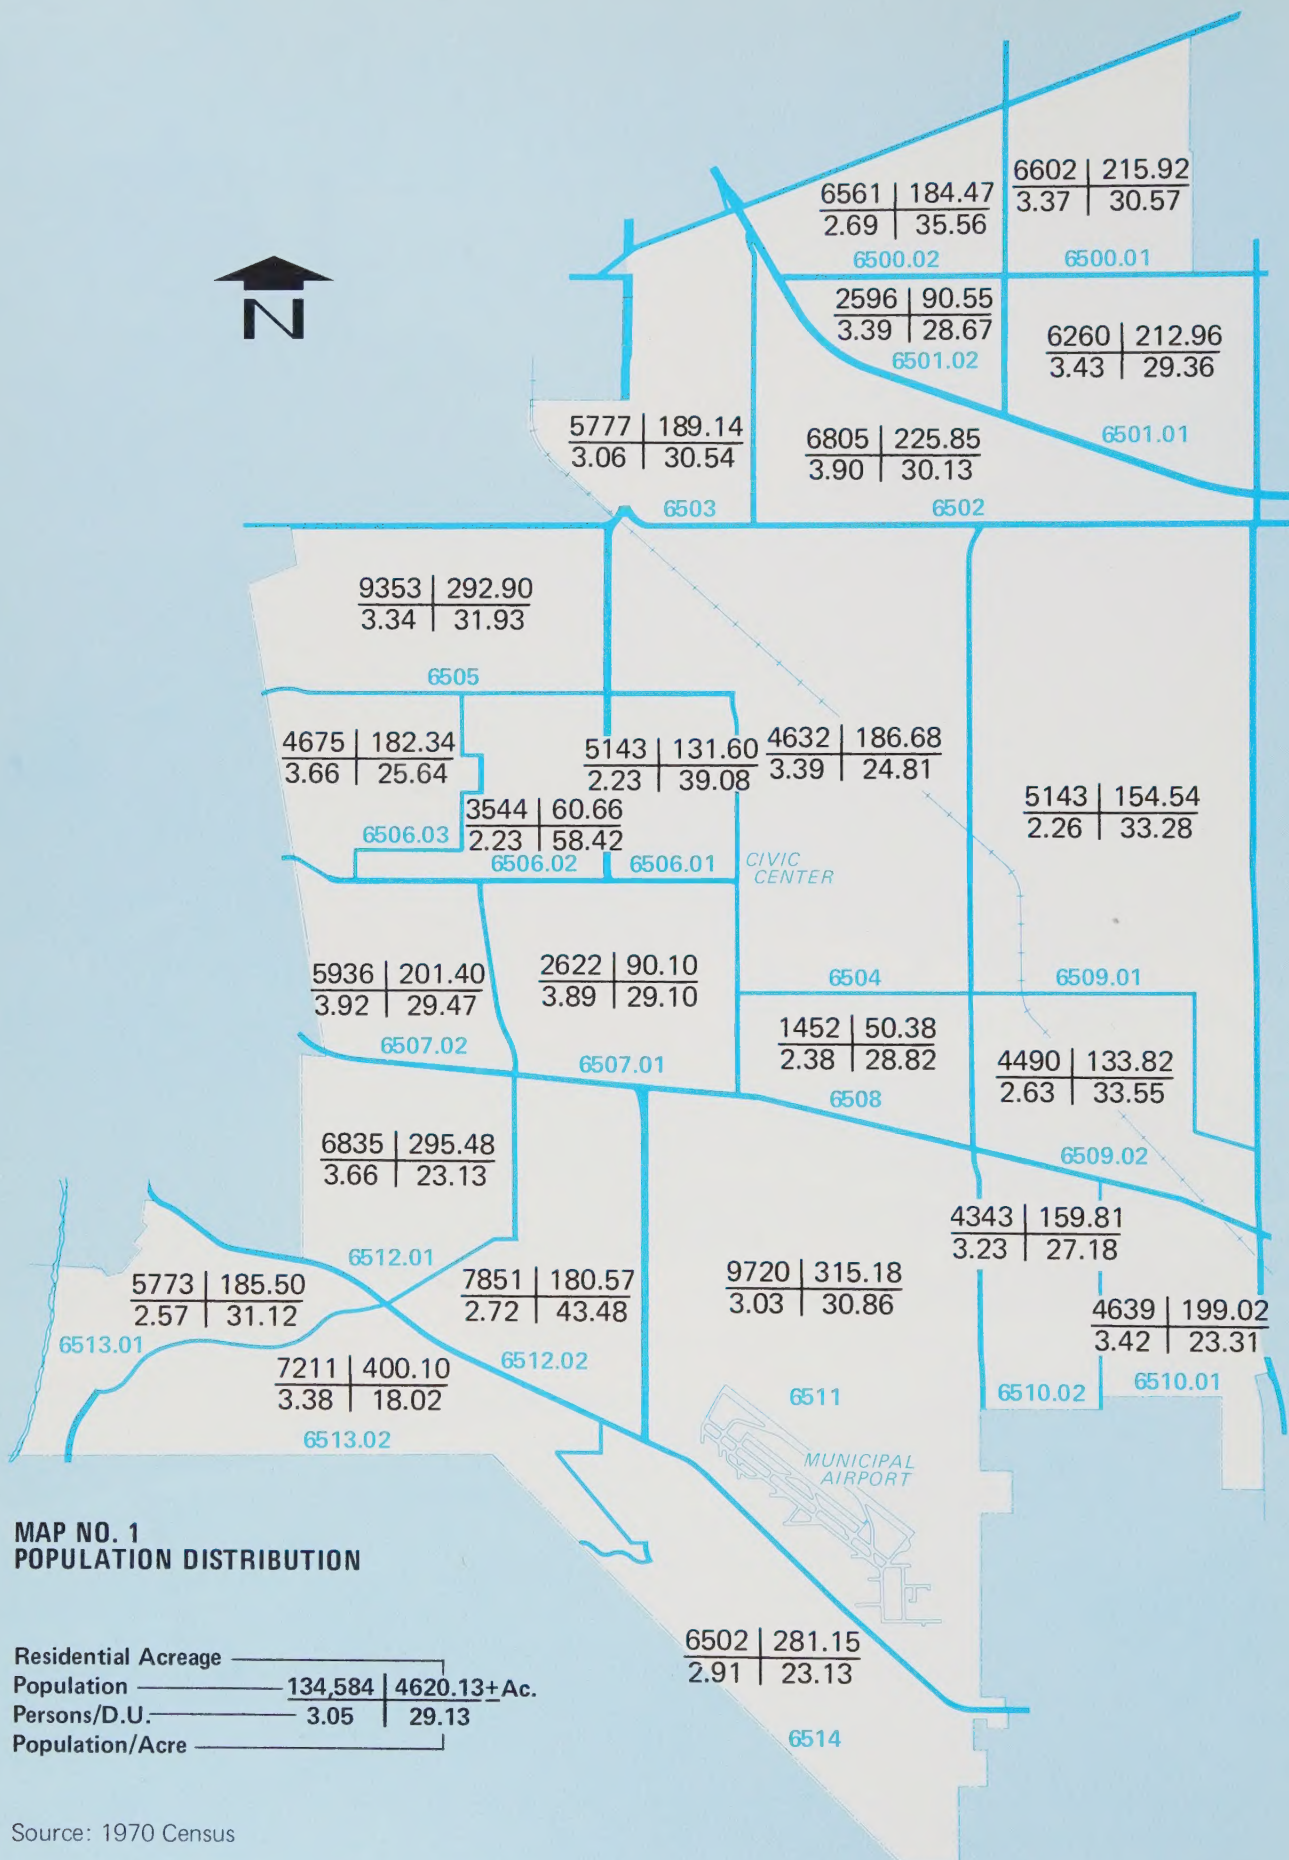 6602 | 215.92
3.37 | 30.57
6500.01
6561 | 184.47
2.69 | 35.56
6500.02
N
2596 | 90.55
3.39 | 28.67
6501.02
6260 | 212.96
3.43 | 29.36
6501.01
5777 | 189.14
3.06 | 30.54
6503
6805 | 225.85
3.90 | 30.13
6502
9353 | 292.90
3.34 | 31.93
6505
4675 | 182.34
3.66 | 25.64
6506.03
3544 | 60.66
2.23 | 58.42
6506.02
5143 | 131.60
2.23 | 39.08
6506.01
4632 | 186.68
3.39 | 24.81
CIVIC
CENTER
6504
5143 | 154.54
2.26 | 33.28
6509.01
5936 | 201.40
3.92 | 29.47
6507.02
2622 | 90.10
3.89 | 29.10
6507.01
1452 | 50.38
2.38 | 28.82
6508
4490 | 133.82
2.63 | 33.55
6509.02
6835 | 295.48
3.66 | 23.13
6512.01
4343 | 159.81
3.23 | 27.18
6510.02
5773 | 185.50
2.57 | 31.12
6513.01
7851 | 180.57
2.72 | 43.48
6512.02
9720 | 315.18
3.03 | 30.86
6511
4639 | 199.02
3.42 | 23.31
6510.01
7211 | 400.10
3.38 | 18.02
6513.02
MUNICIPAL
AIRPORT
6502 | 281.15
2.91 | 23.13
6514
MAP NO. 1
POPULATION DISTRIBUTION
Residential Acreage
Population 134,584 | 4620.13±Ac.
Persons/D.U. 3.05 | 29.13
Population/Acre
Source: 1970 Census